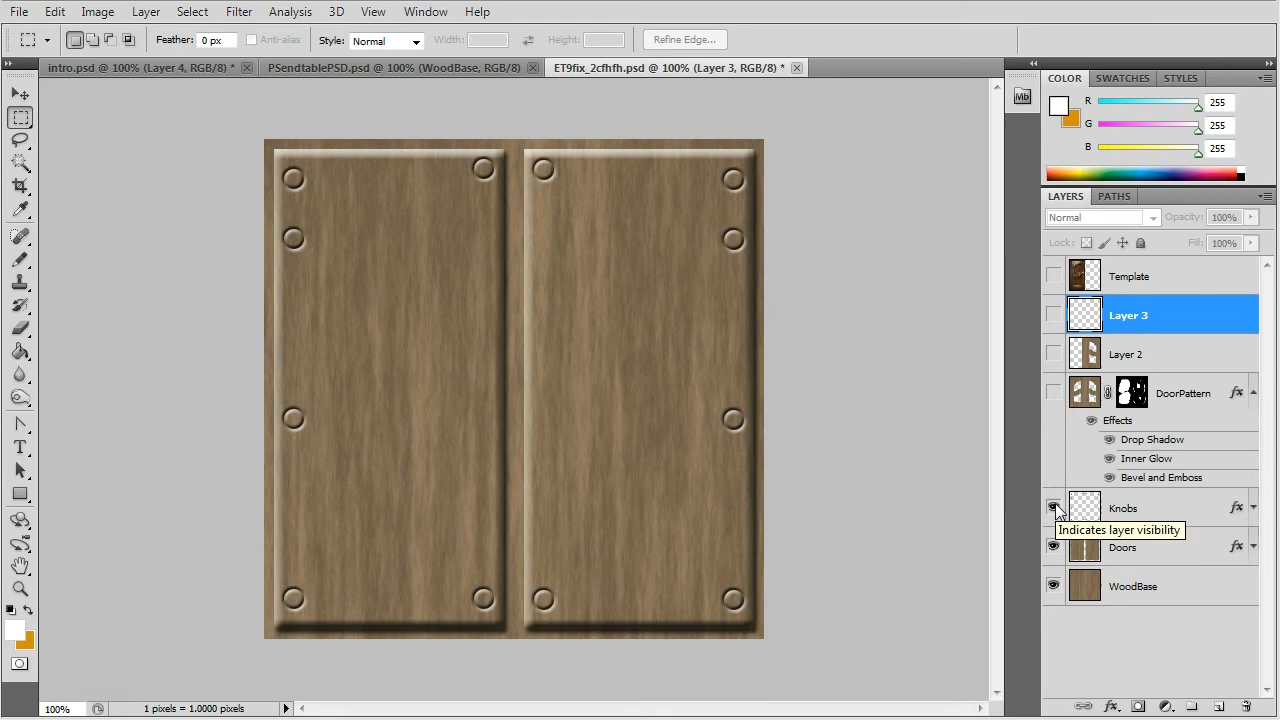 File Edit Image Layer Select Filter Analysis 3D View Window Help
Feather: 0 px Anti-alias Style: Normal Width: Height: Refine Edge...
intro.psd @ 100% (Layer 4, RGB/8) * PSendtablePSD.psd @ 100% (WoodBase, RGB/8) ET9fix_2cfhfh.psd @ 100% (Layer 3, RGB/8) *
COLOR SWATCHES STYLES
Mb
R 255
G 255
B 255
LAYERS PATHS
Normal Opacity: 100%
Lock: Fill: 100%
Template
Layer 3
Layer 2
DoorPattern fx
Effects
Drop Shadow
Inner Glow
Bevel and Emboss
Knobs fx
Indicates layer visibility
Doors fx
WoodBase
100% 1 pixels = 1.0000 pixels